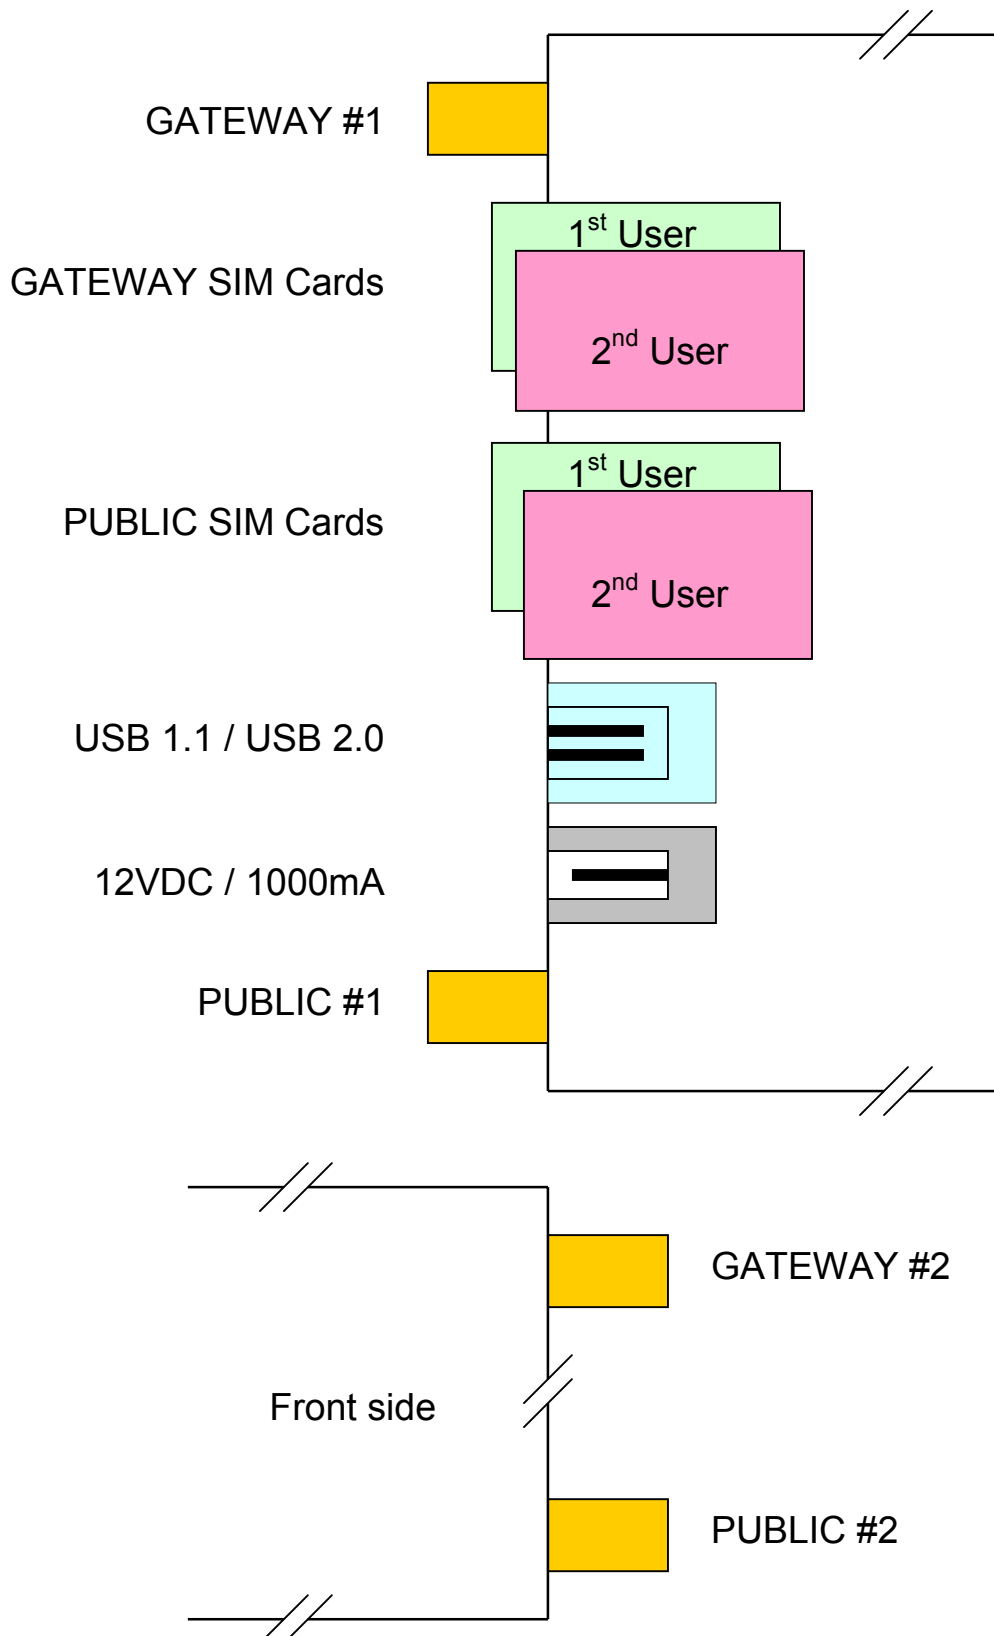 GATEWAY #1
1st User
GATEWAY SIM Cards
2nd User
1st User
PUBLIC SIM Cards
2nd User
USB 1.1 / USB 2.0
12VDC / 1000mA
PUBLIC #1
GATEWAY #2
Front side
PUBLIC #2